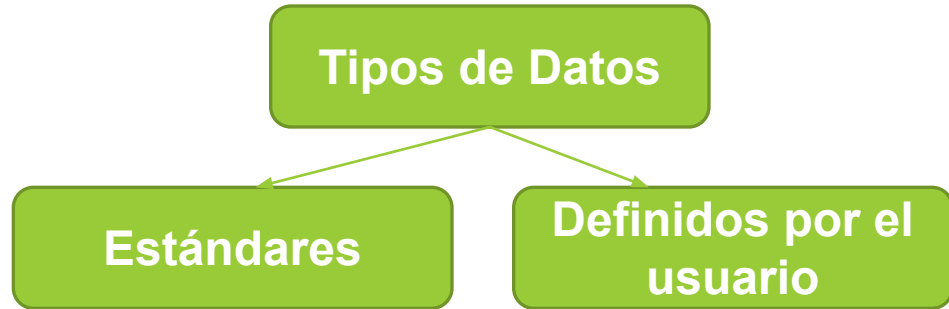 Tipos de Datos
Estándares
Definidos por el
usuario